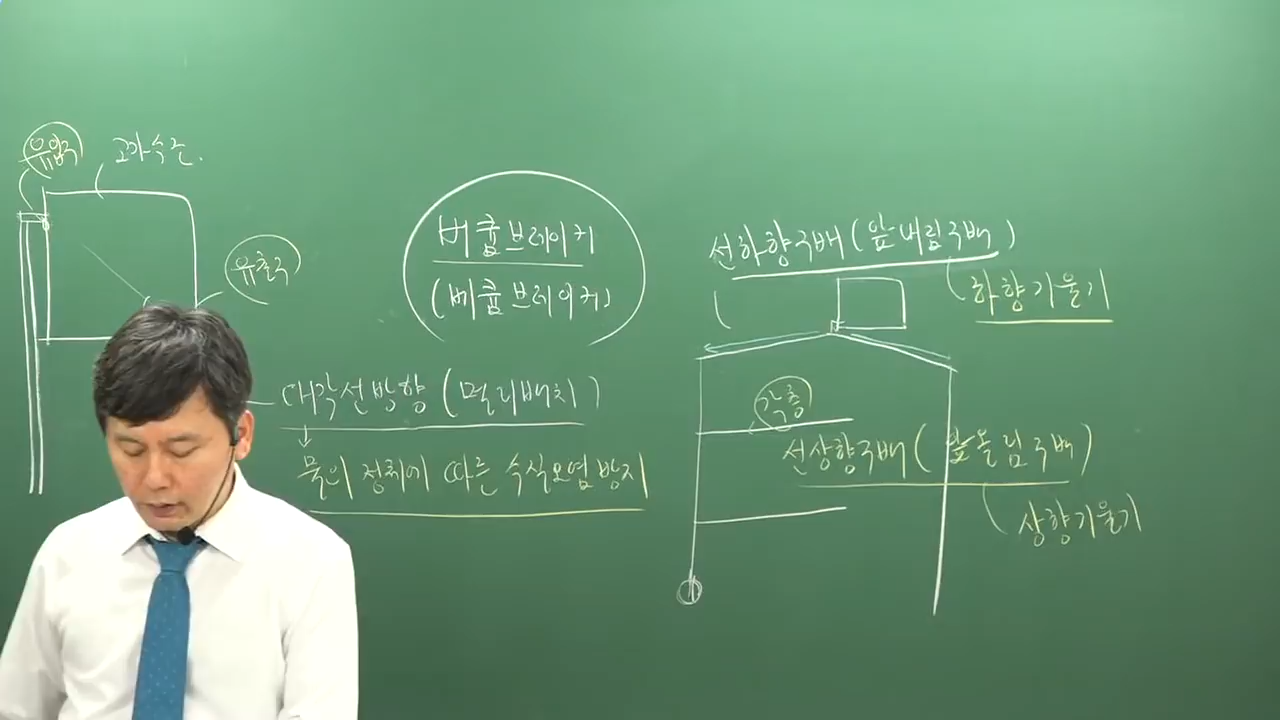 유입구
고가수조.
유출구
버큠브레이커
(베큠브레이커)
대각선방향 (멀리배치)
↓
물의 정체에 따른 수질오염 방지
선하향구배 (앞내림구배)
하향기울기
각층
선상향구배 (앞올림구배)
상향기울기